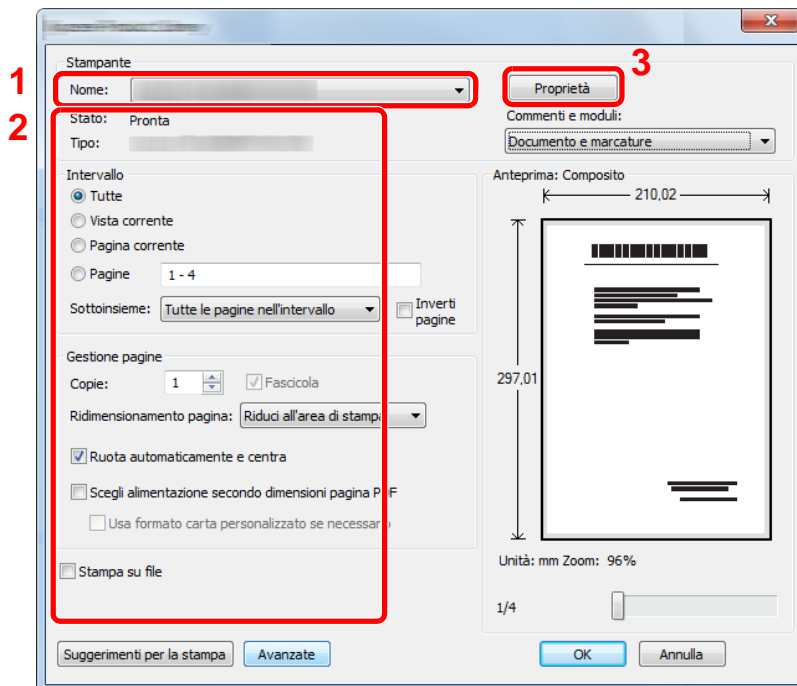 x
Stampante
3
1
Nome:
Proprietà
2
Stato: Pronta
Commenti e moduli:
Tipo:
Documento e marcature
Intervallo
Anteprima: Composito
Tutte
210,02
Vista corrente
Pagina corrente
Pagine 1 - 4
Sottoinsieme: Tutte le pagine nell'intervallo
Inverti
pagine
Gestione pagine
Copie: 1 Fascicola
297,01
Ridimensionamento pagina: Riduci all'area di stampa
Ruota automaticamente e centra
Scegli alimentazione secondo dimensioni pagina PDF
Usa formato carta personalizzato se necessario
Unità: mm Zoom: 96%
Stampa su file
1/4
Suggerimenti per la stampa Avanzate OK Annulla